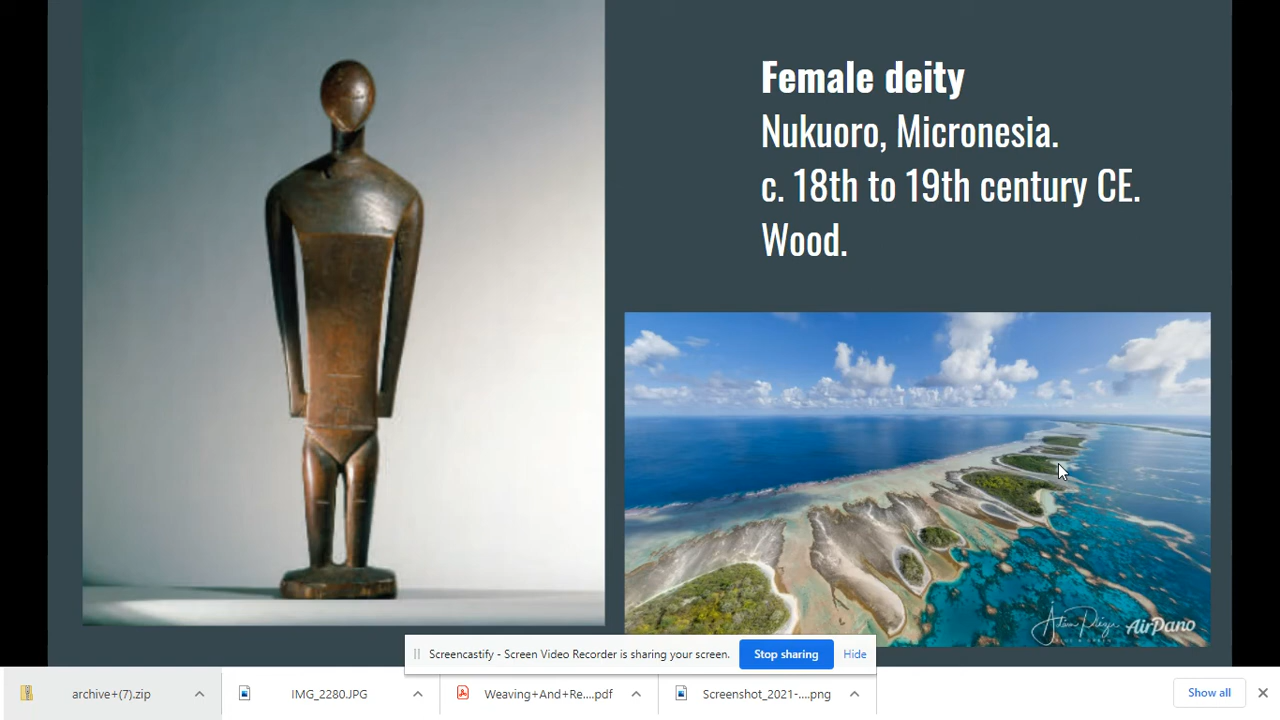 Female deity
Nukuoro, Micronesia.
c. 18th to 19th century CE.
Wood.
AirPano
Screencastify - Screen Video Recorder is sharing your screen. Stop sharing Hide
archive+(7).zip IMG_2280.JPG Weaving+And+Re....pdf Screenshot_2021-....png Show all